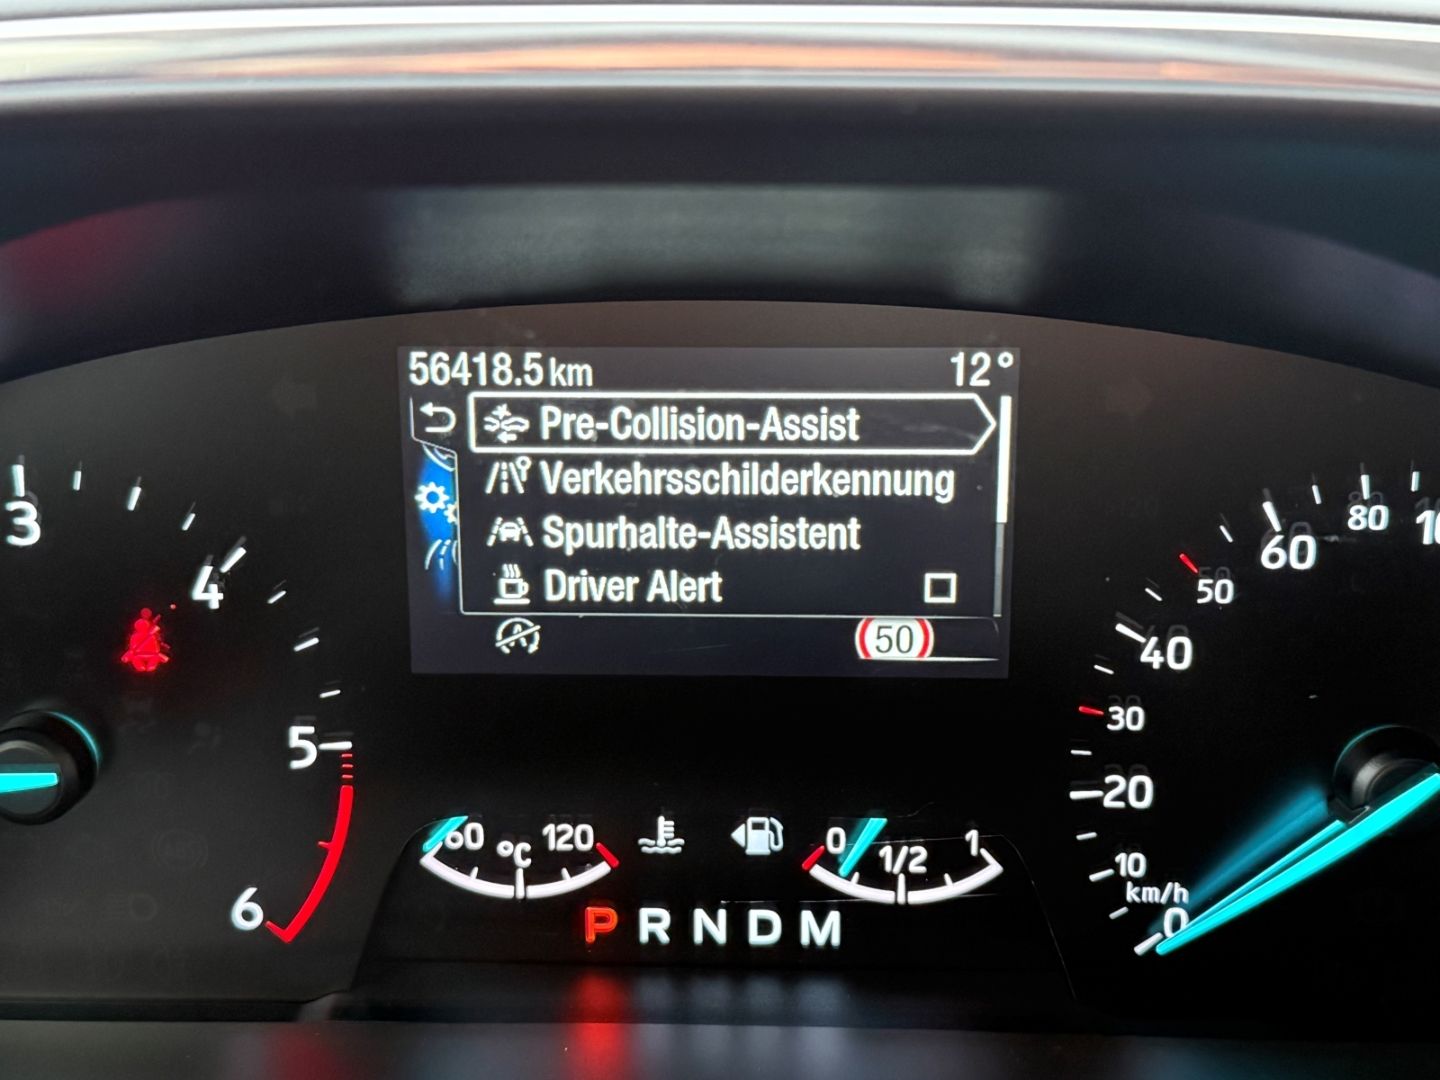 56418.5 km 12°
Pre-Collision-Assist
Verkehrsschilderkennung
Spurhalte-Assistent
Driver Alert
A
50
3
4
5
6
60 °C 120
0 1/2 1
P R N D M
0
10
km/h
20
30
40
50
60
80